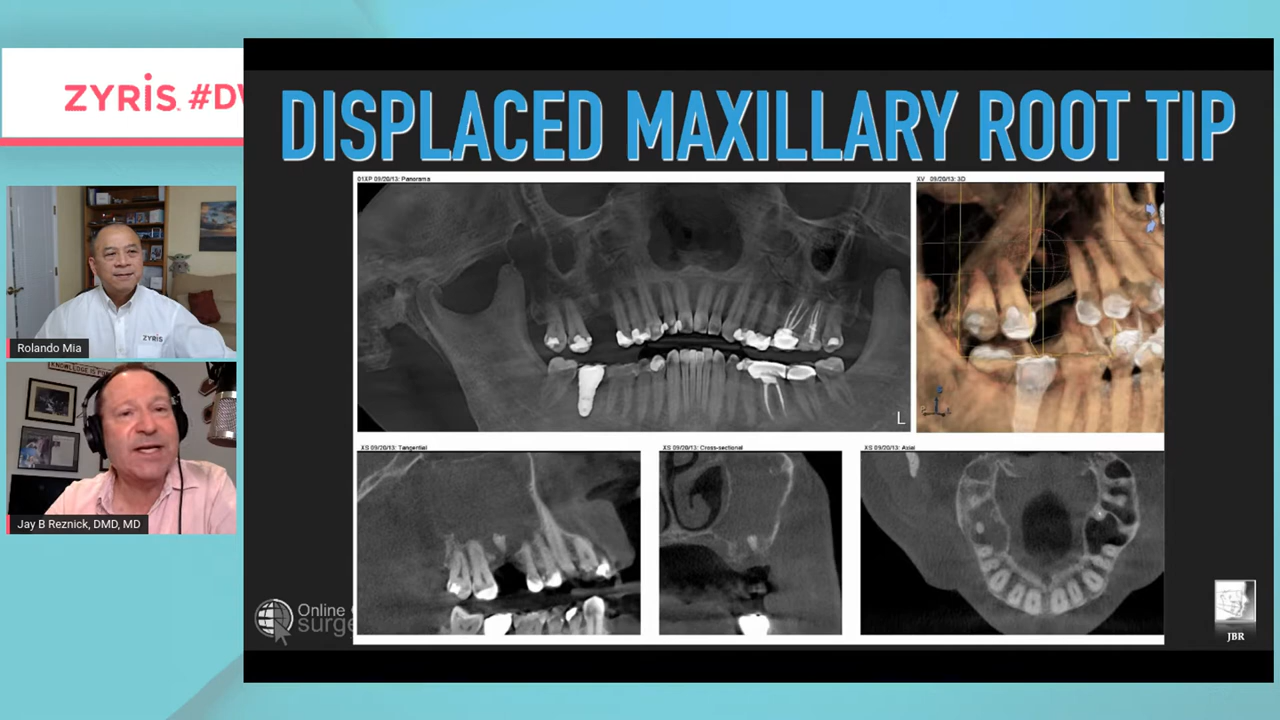 ZYRIS #D
DISPLACED MAXILLARY ROOT TIP
01XP 09/20/13: Panorama
XV 09/20/13: 3D
L
ZYRIS
Rolando Mia
XS 09/20/13: Tangential
XS 09/20/13: Cross-sectional
XS 09/20/13: Axial
Jay B Reznick, DMD, MD
Online
surge
JBR